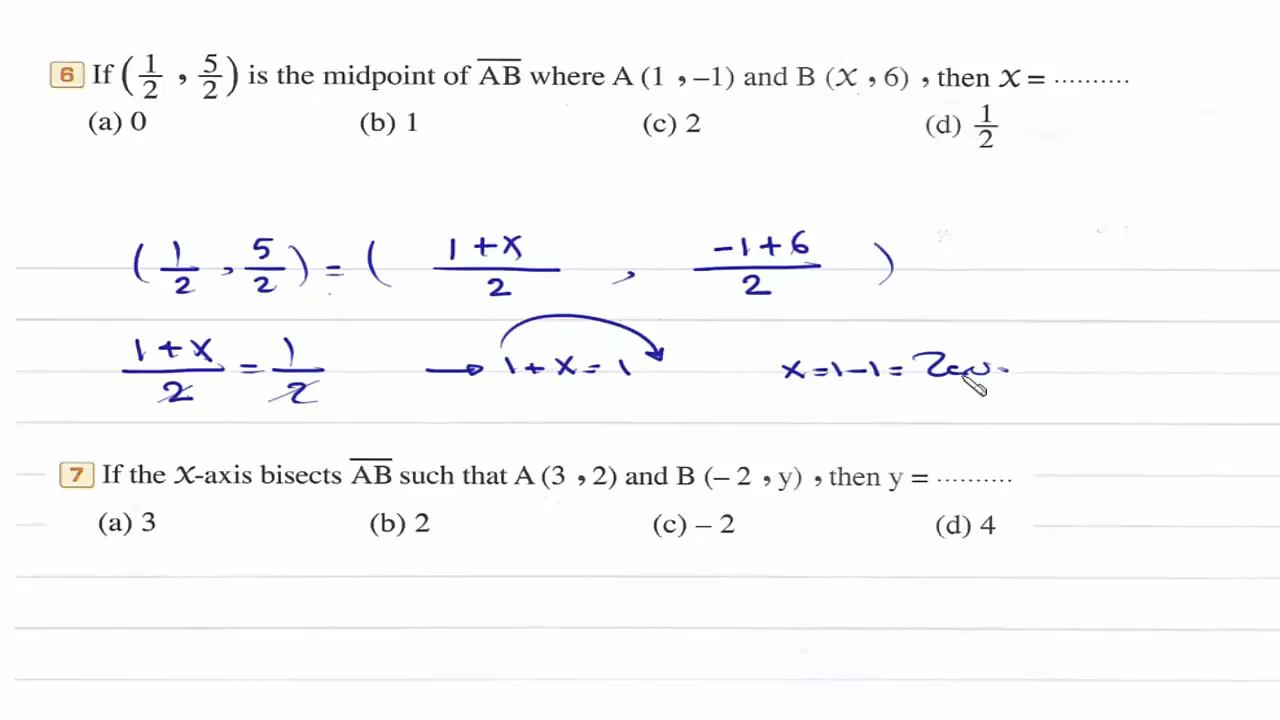 6 If (1/2 , 5/2) is the midpoint of AB where A (1 , –1) and B (X , 6) , then X = ..........
(a) 0 (b) 1 (c) 2 (d) 1/2
(1/2 , 5/2) = ( 1+x/2 , -1+6/2 )
1+x/2 = 1/2 → 1+x=1 x=1-1= Zero.
7 If the X-axis bisects AB such that A (3 , 2) and B (– 2 , y) , then y = ..........
(a) 3 (b) 2 (c) – 2 (d) 4